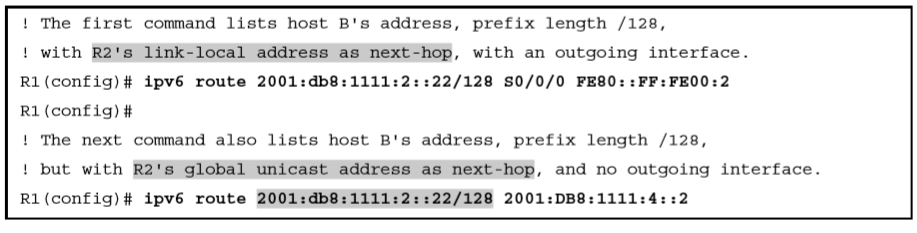 ! The first command lists host B's address, prefix length /128,
! with R2's link-local address as next-hop, with an outgoing interface.
R1(config)# ipv6 route 2001:db8:1111:2::22/128 S0/0/0 FE80::FF:FE00:2
R1(config)#
! The next command also lists host B's address, prefix length /128,
! but with R2's global unicast address as next-hop, and no outgoing interface.
R1(config)# ipv6 route 2001:db8:1111:2::22/128 2001:DB8:1111:4::2